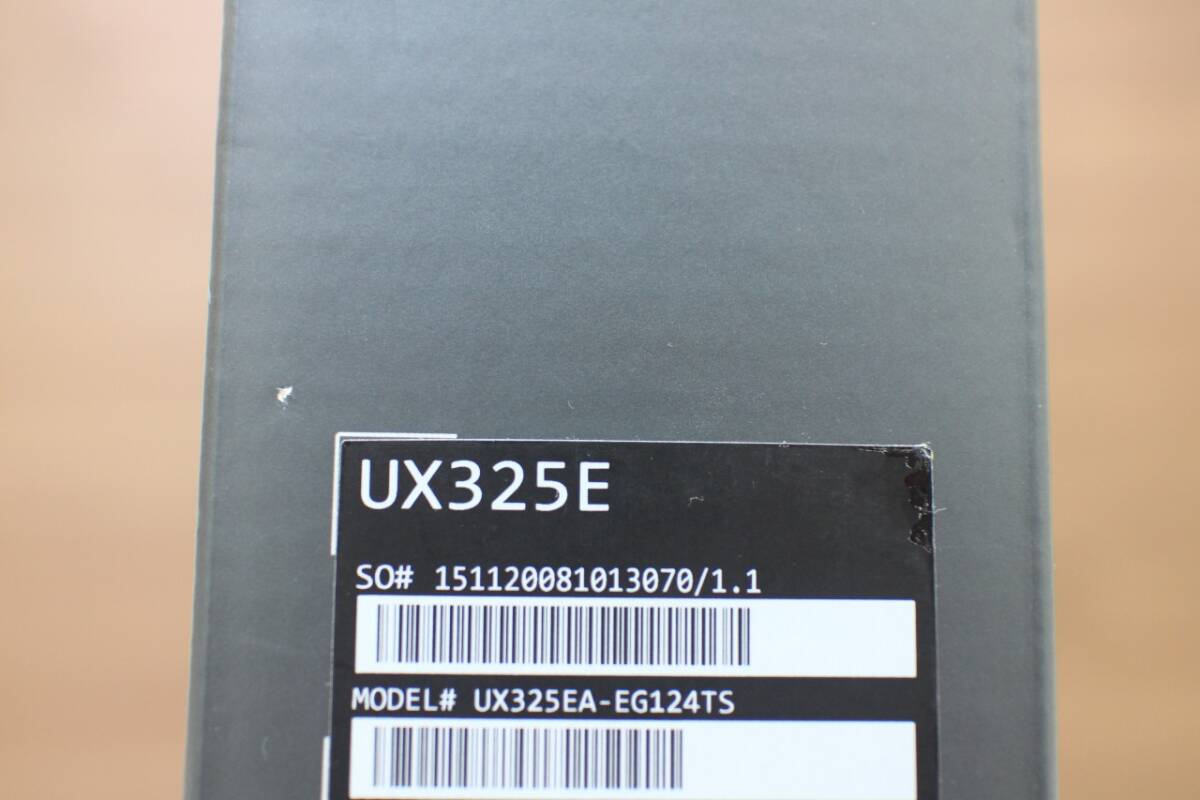 UX325E
SO# 151120081013070/1.1
MODEL# UX325EA-EG124TS